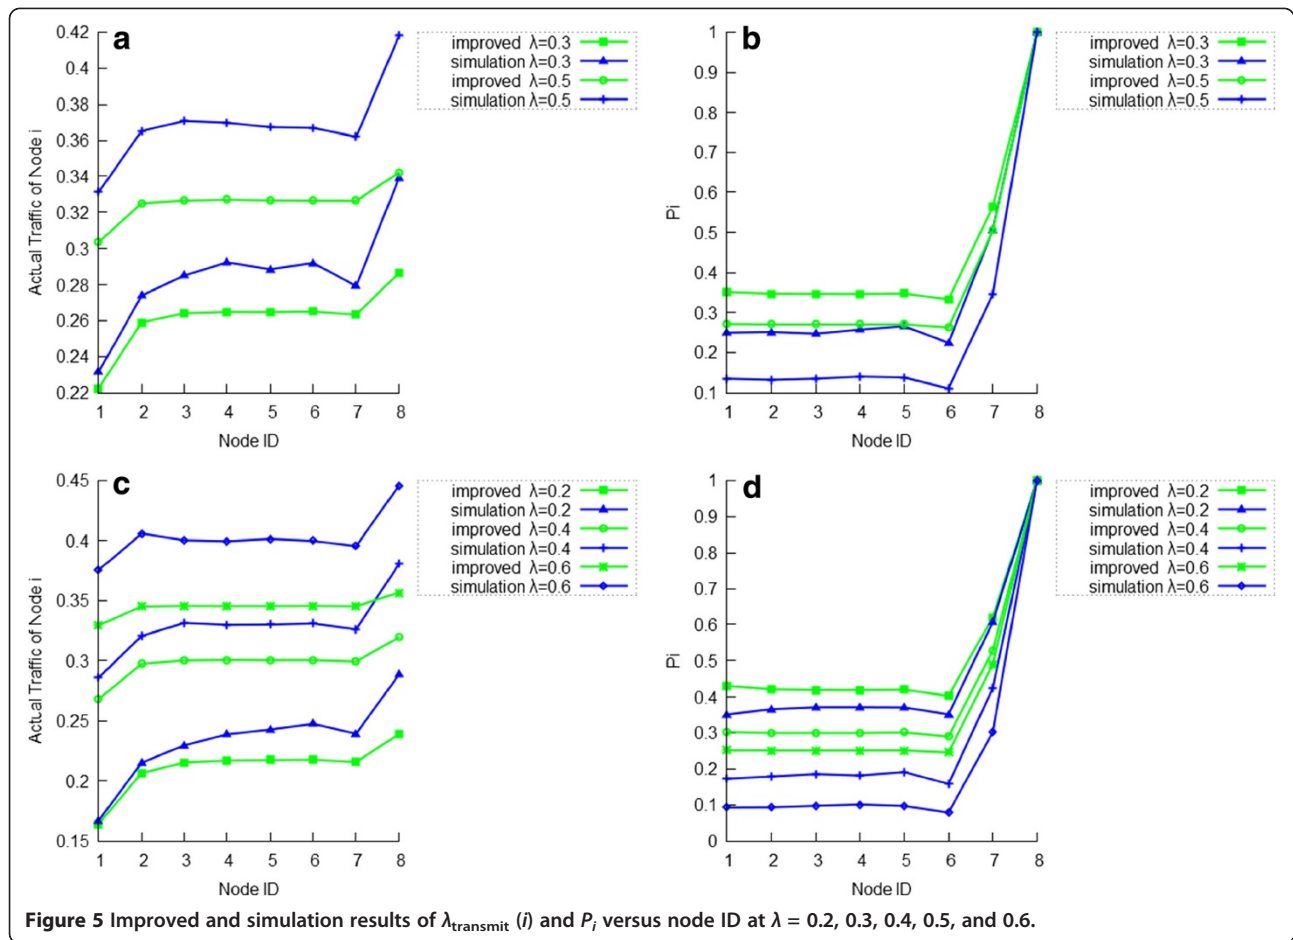 a
0.42
0.4
0.38
0.36
0.34
0.32
0.3
0.28
0.26
0.24
0.22
Actual Traffic of Node i
1 2 3 4 5 6 7 8
Node ID
improved λ=0.3
simulation λ=0.3
improved λ=0.5
simulation λ=0.5
b
1
0.9
0.8
0.7
0.6
0.5
0.4
0.3
0.2
0.1
Pi
1 2 3 4 5 6 7 8
Node ID
improved λ=0.3
simulation λ=0.3
improved λ=0.5
simulation λ=0.5
c
0.45
0.4
0.35
0.3
0.25
0.2
0.15
Actual Traffic of Node i
1 2 3 4 5 6 7 8
Node ID
improved λ=0.2
simulation λ=0.2
improved λ=0.4
simulation λ=0.4
improved λ=0.6
simulation λ=0.6
d
1
0.9
0.8
0.7
0.6
0.5
0.4
0.3
0.2
0.1
0
Pi
1 2 3 4 5 6 7 8
Node ID
improved λ=0.2
simulation λ=0.2
improved λ=0.4
simulation λ=0.4
improved λ=0.6
simulation λ=0.6
Figure 5 Improved and simulation results of λtransmit (i) and Pi versus node ID at λ = 0.2, 0.3, 0.4, 0.5, and 0.6.